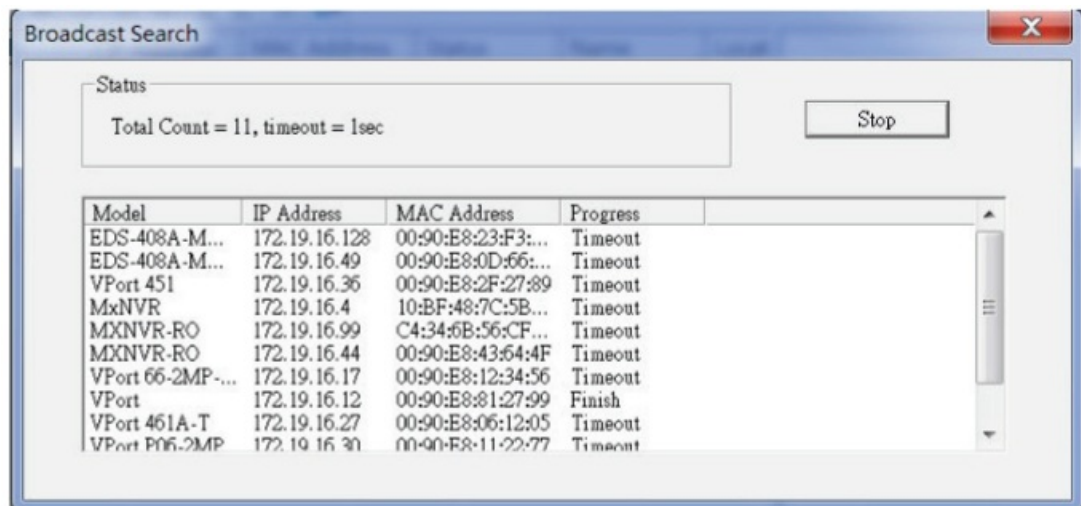 Broadcast Search
Status
Total Count = 11, timeout = 1sec
Stop
Model IP Address MAC Address Progress
EDS-408A-M... 172.19.16.128 00:90:E8:23:F3:... Timeout
EDS-408A-M... 172.19.16.49 00:90:E8:0D:66:... Timeout
VPort 451 172.19.16.36 00:90:E8:2F:27:89 Timeout
MxNVR 172.19.16.4 10:BF:48:7C:5B... Timeout
MXNVR-RO 172.19.16.99 C4:34:6B:56:CF... Timeout
MXNVR-RO 172.19.16.44 00:90:E8:43:64:4F Timeout
VPort 66-2MP-... 172.19.16.17 00:90:E8:12:34:56 Timeout
VPort 172.19.16.12 00:90:E8:81:27:99 Finish
VPort 461A-T 172.19.16.27 00:90:E8:06:12:05 Timeout
VPort P06-2MP 172.19.16.30 00:90:E8:11:22:77 Timeout